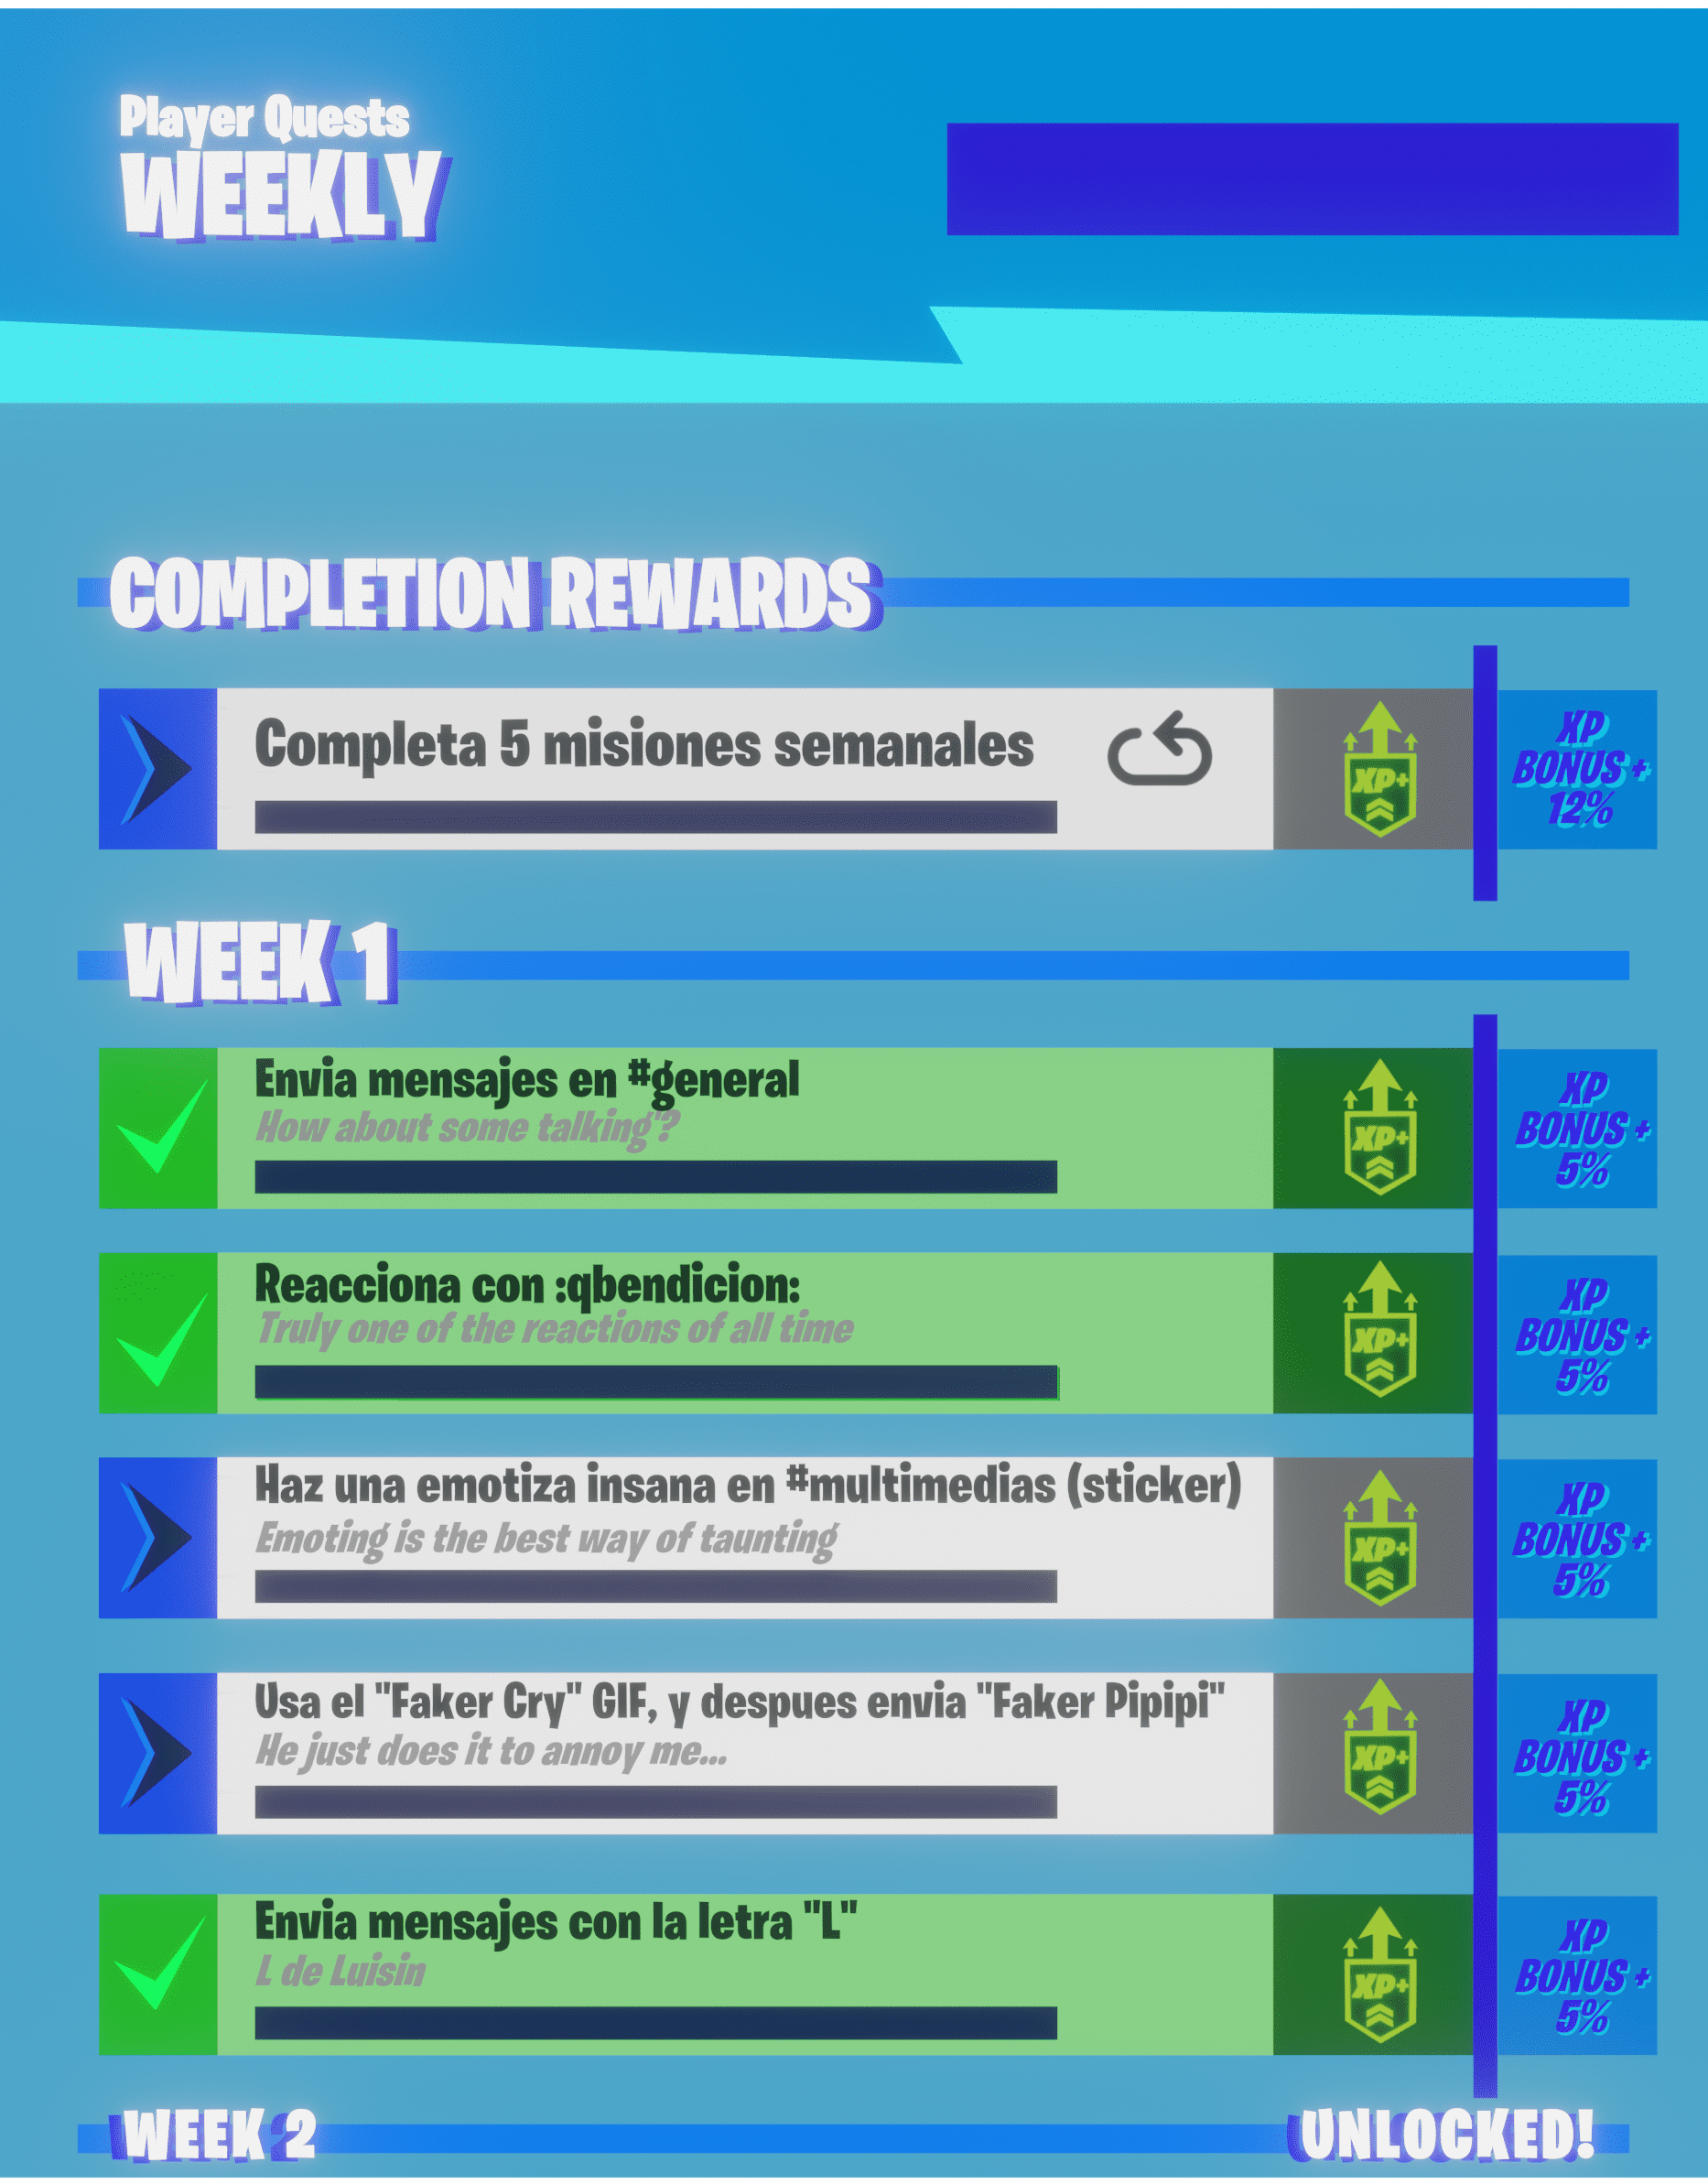 Player Quests
WEEKLY
COMPLETION REWARDS
Completa 5 misiones semanales
XP+
XP
BONUS +
12%
WEEK 1
Envia mensajes en #general
How about some talking'?
XP+
XP
BONUS +
5%
Reacciona con :qbendicion:
Truly one of the reactions of all time
XP+
XP
BONUS +
5%
Haz una emotiza insana en #multimedias (sticker)
Emoting is the best way of taunting
XP+
XP
BONUS +
5%
Usa el "Faker Cry" GIF, y despues envia "Faker Pipipi"
He just does it to annoy me...
XP+
XP
BONUS +
5%
Envia mensajes con la letra "L"
L de Luisin
XP+
XP
BONUS +
5%
WEEK 2
UNLOCKED!